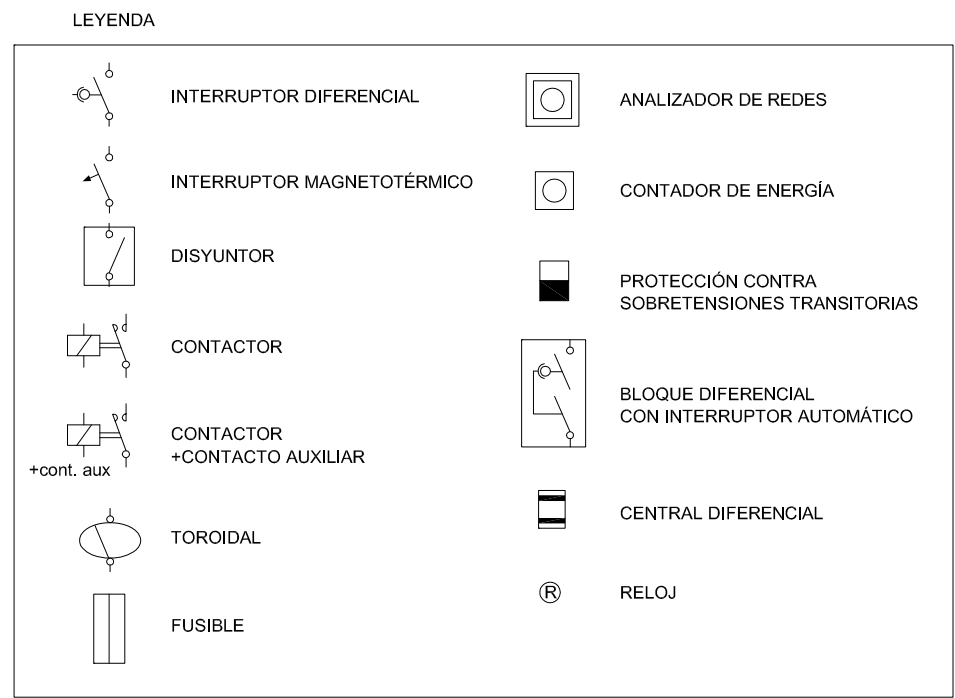 LEYENDA
INTERRUPTOR DIFERENCIAL
INTERRUPTOR MAGNETOTÉRMICO
DISYUNTOR
CONTACTOR
CONTACTOR
+CONTACTO AUXILIAR
+cont. aux
TOROIDAL
FUSIBLE
ANALIZADOR DE REDES
CONTADOR DE ENERGÍA
PROTECCIÓN CONTRA
SOBRETENSIONES TRANSITORIAS
BLOQUE DIFERENCIAL
CON INTERRUPTOR AUTOMÁTICO
CENTRAL DIFERENCIAL
R RELOJ